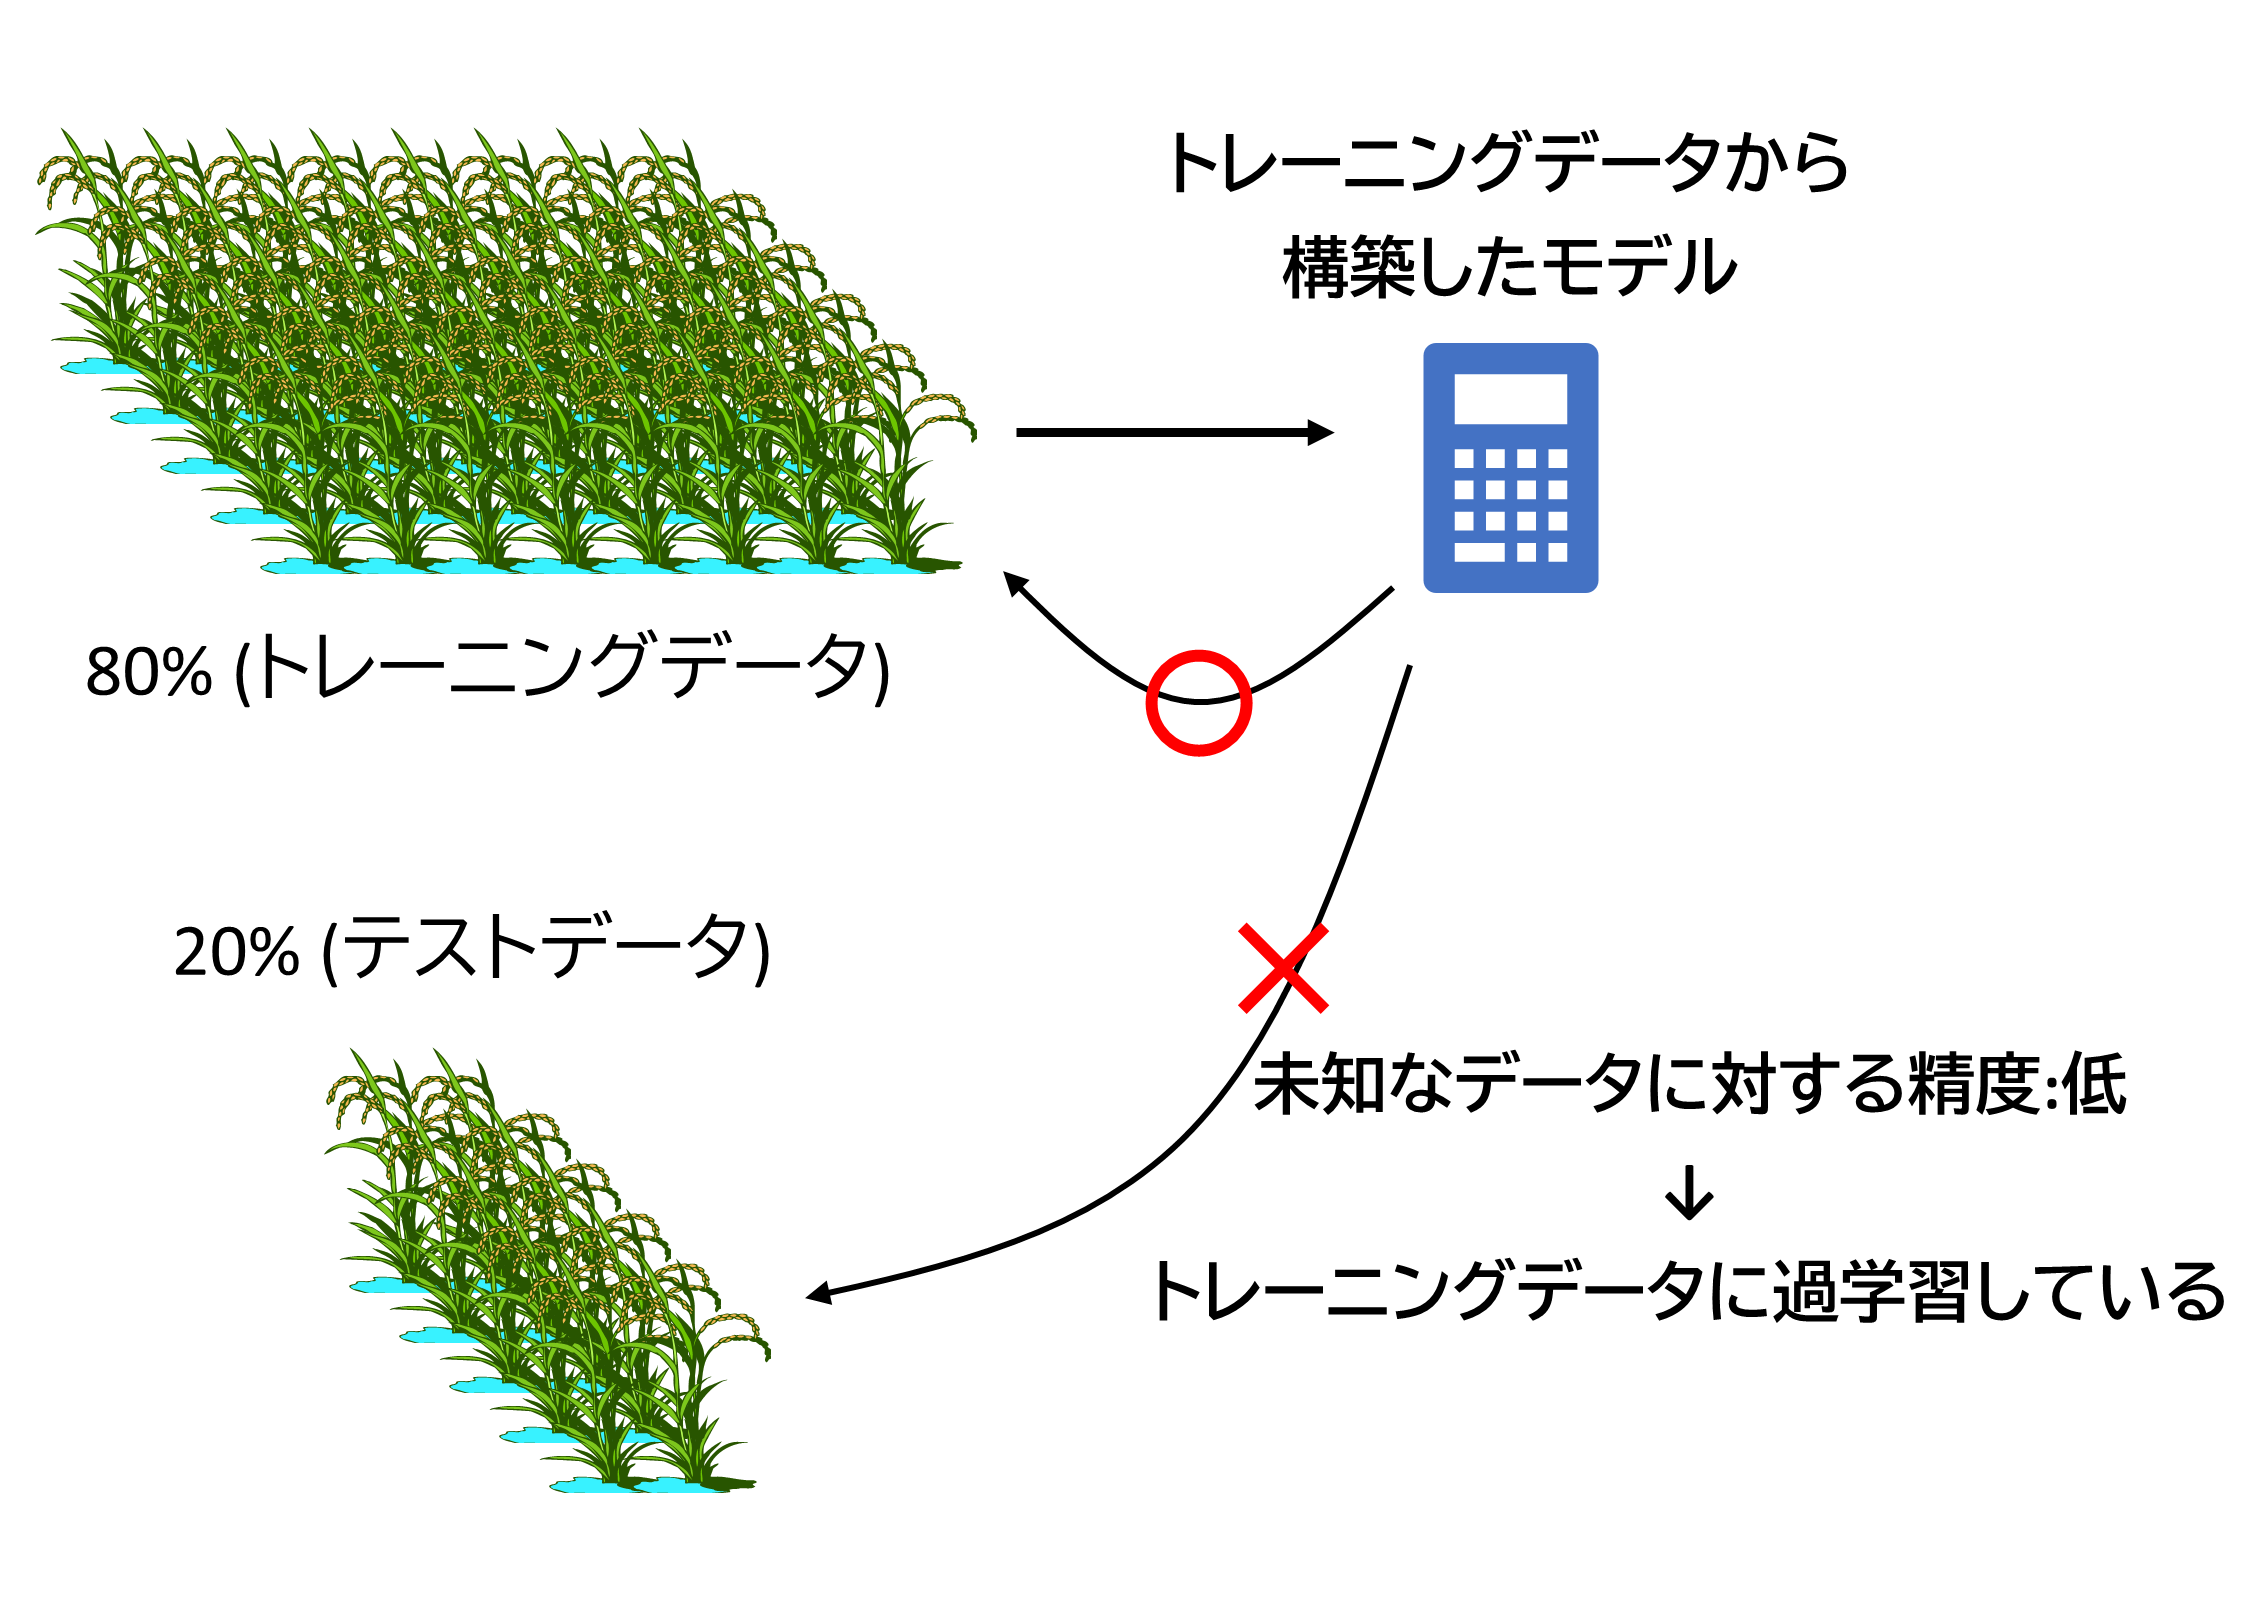 トレーニングデータから
構築したモデル
80% (トレーニングデータ)
20% (テストデータ)
未知なデータに対する精度:低
↓
トレーニングデータに過学習している